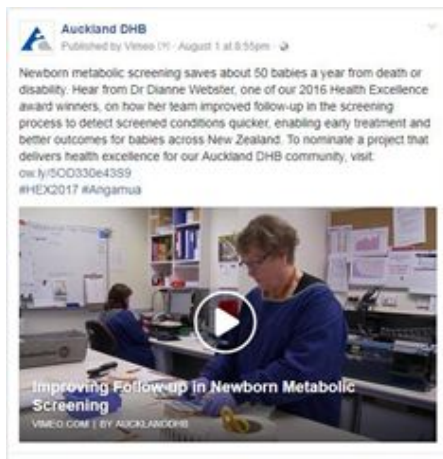 Auckland DHB
Published by Vimeo [?] · August 1 at 8:55pm ·
Newborn metabolic screening saves about 50 babies a year from death or
disability. Hear from Dr Dianne Webster, one of our 2016 Health Excellence
award winners, on how her team improved follow-up in the screening
process to detect screened conditions quicker, enabling early treatment and
better outcomes for babies across New Zealand. To nominate a project that
delivers health excellence for our Auckland DHB community, visit:
ow.ly/5OD330e43S9
#HEX2017 #Angamua
Improving Follow-up in Newborn Metabolic
Screening
VIMEO.COM | BY AUCKLANDDHB